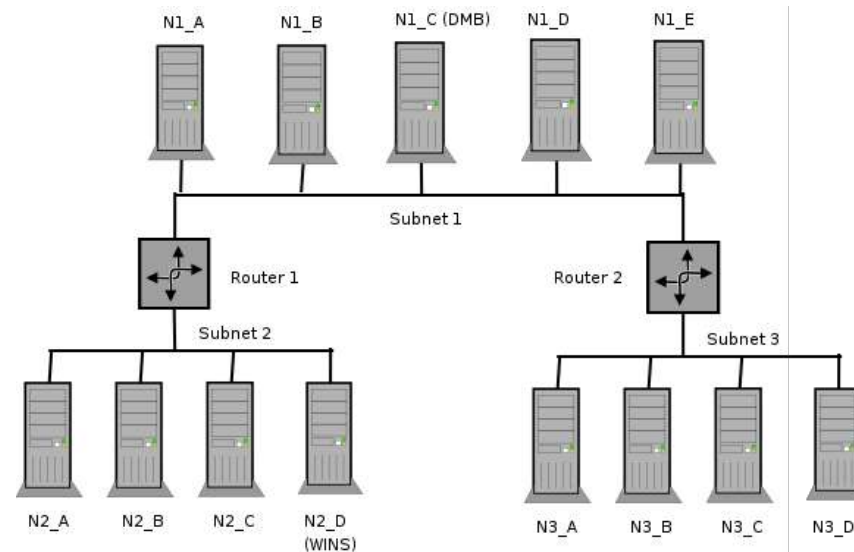 N1_A
N1_B
N1_C (DMB)
N1_D
N1_E
Subnet 1
Router 1
Router 2
Subnet 2
Subnet 3
N2_A
N2_B
N2_C
N2_D
(WINS)
N3_A
N3_B
N3_C
N3_D